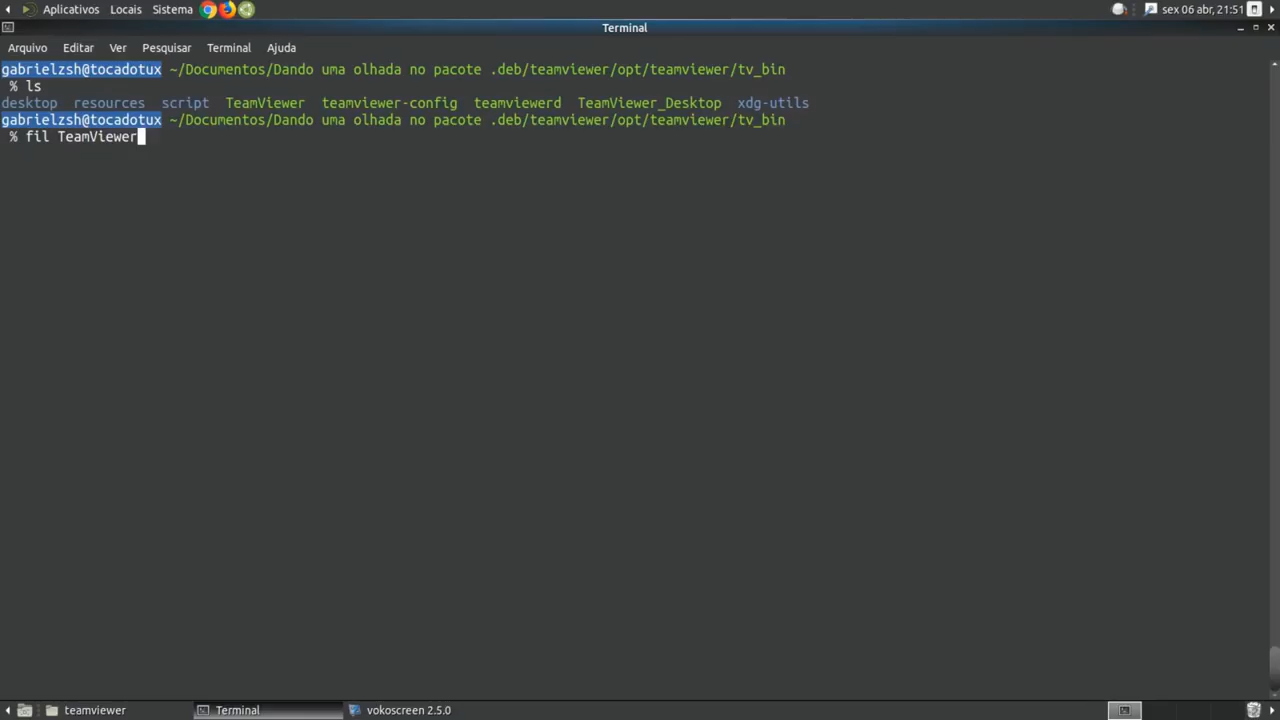 Aplicativos Locais Sistema sex 06 abr, 21:51
Terminal
Arquivo Editar Ver Pesquisar Terminal Ajuda
gabrielzsh@tocadotux ~/Documentos/Dando uma olhada no pacote .deb/teamviewer/opt/teamviewer/tv_bin
% ls
desktop resources script TeamViewer teamviewer-config teamviewerd TeamViewer_Desktop xdg-utils
gabrielzsh@tocadotux ~/Documentos/Dando uma olhada no pacote .deb/teamviewer/opt/teamviewer/tv_bin
% fil TeamViewer
teamviewer Terminal vokoscreen 2.5.0